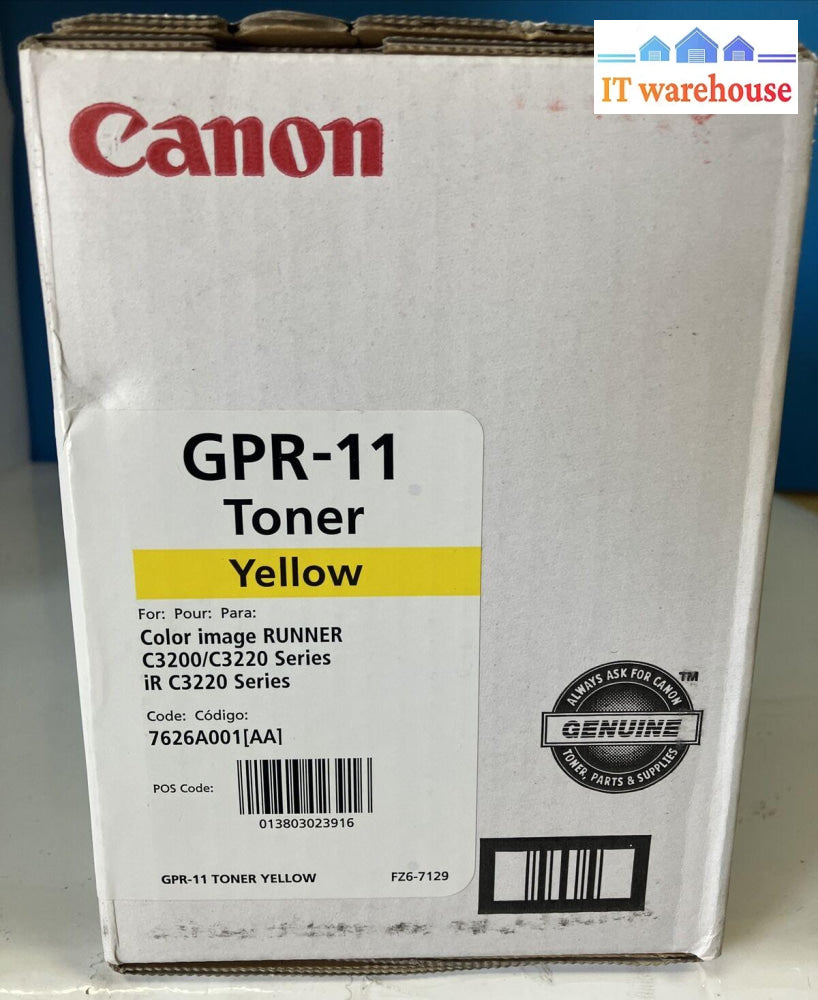 IT warehouse
Canon
GPR-11
Toner
Yellow
For: Pour: Para:
Color image RUNNER
C3200/C3220 Series
iR C3220 Series
Code: Código:
7626A001[AA]
POS Code:
013803023916
GPR-11 TONER YELLOW FZ6-7129
ALWAYS ASK FOR CANON
TM
GENUINE
TONER, PARTS & SUPPLIES